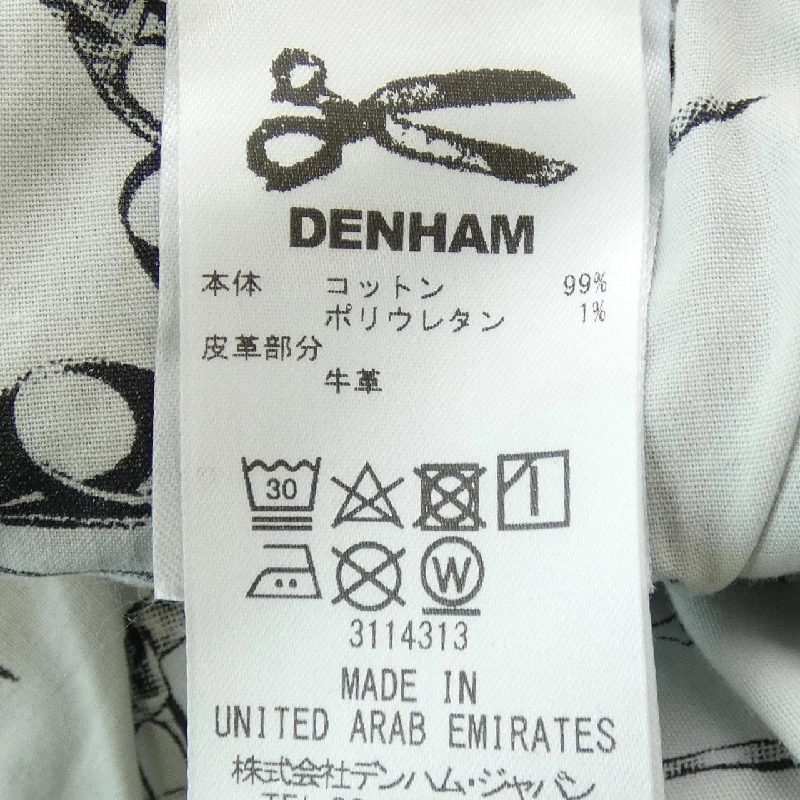 DENHAM
本体 コットン 99%
ポリウレタン 1%
皮革部分
牛革
30
W
3114313
MADE IN
UNITED ARAB EMIRATES
株式会社デンハム・ジャパン